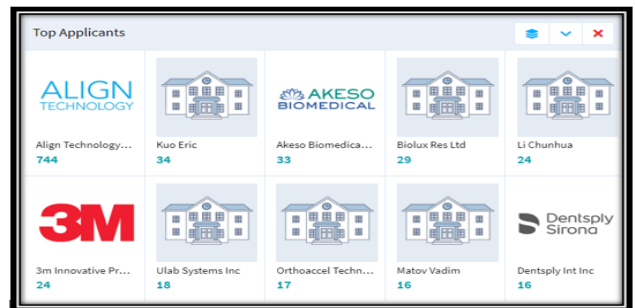 Top Applicants
ALIGN
TECHNOLOGY
AKESO
BIOMEDICAL
Align Technology...
Kuo Eric
Akeso Biomedica...
Biolux Res Ltd
Li Chunhua
744
34
33
29
24
3M
Dentsply
Sirona
3m Innovative Pr...
Ulab Systems Inc
Orthoaccel Techn...
Matov Vadim
Dentsply Int Inc
24
18
17
16
16